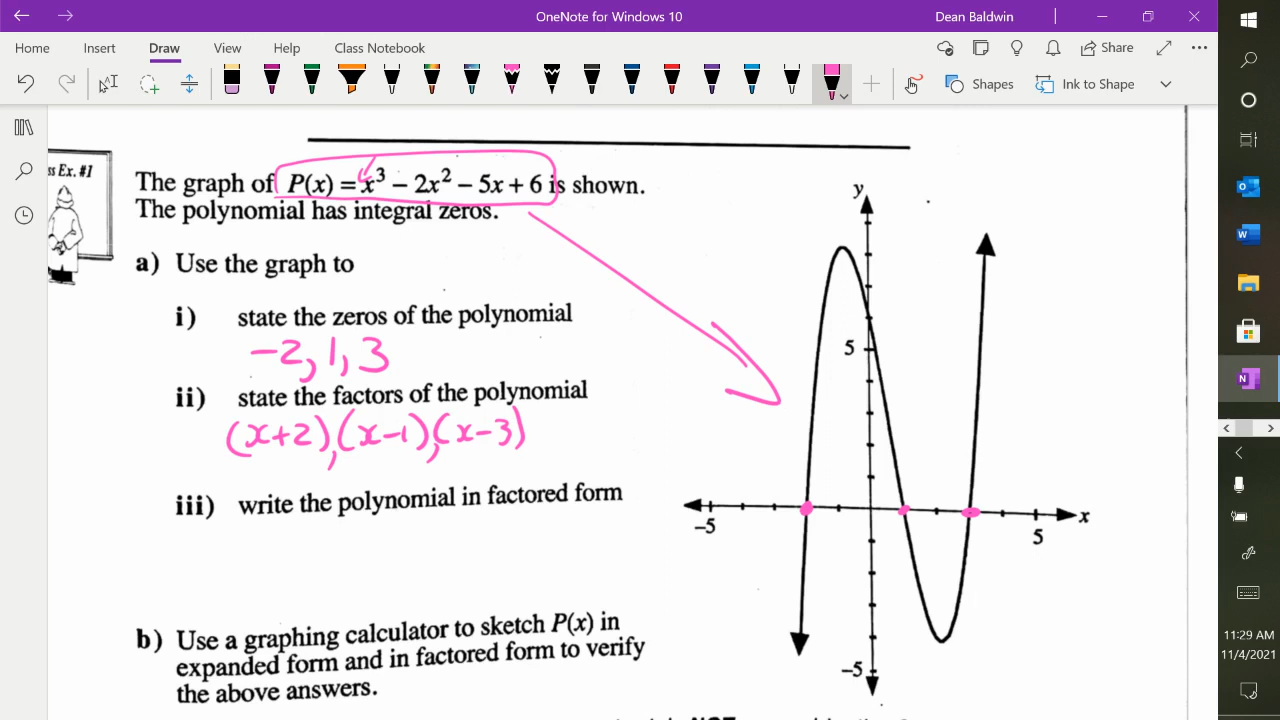 OneNote for Windows 10
Dean Baldwin
Home Insert Draw View Help Class Notebook
Share
Shapes Ink to Shape
ss Ex. #1
The graph of P(x) = x³ − 2x² − 5x + 6 is shown.
The polynomial has integral zeros.
a) Use the graph to
i) state the zeros of the polynomial
−2, 1, 3
ii) state the factors of the polynomial
(x+2), (x−1), (x−3)
iii) write the polynomial in factored form
b) Use a graphing calculator to sketch P(x) in
expanded form and in factored form to verify
the above answers.
y
5
−5
5
x
−5
11:29 AM
11/4/2021